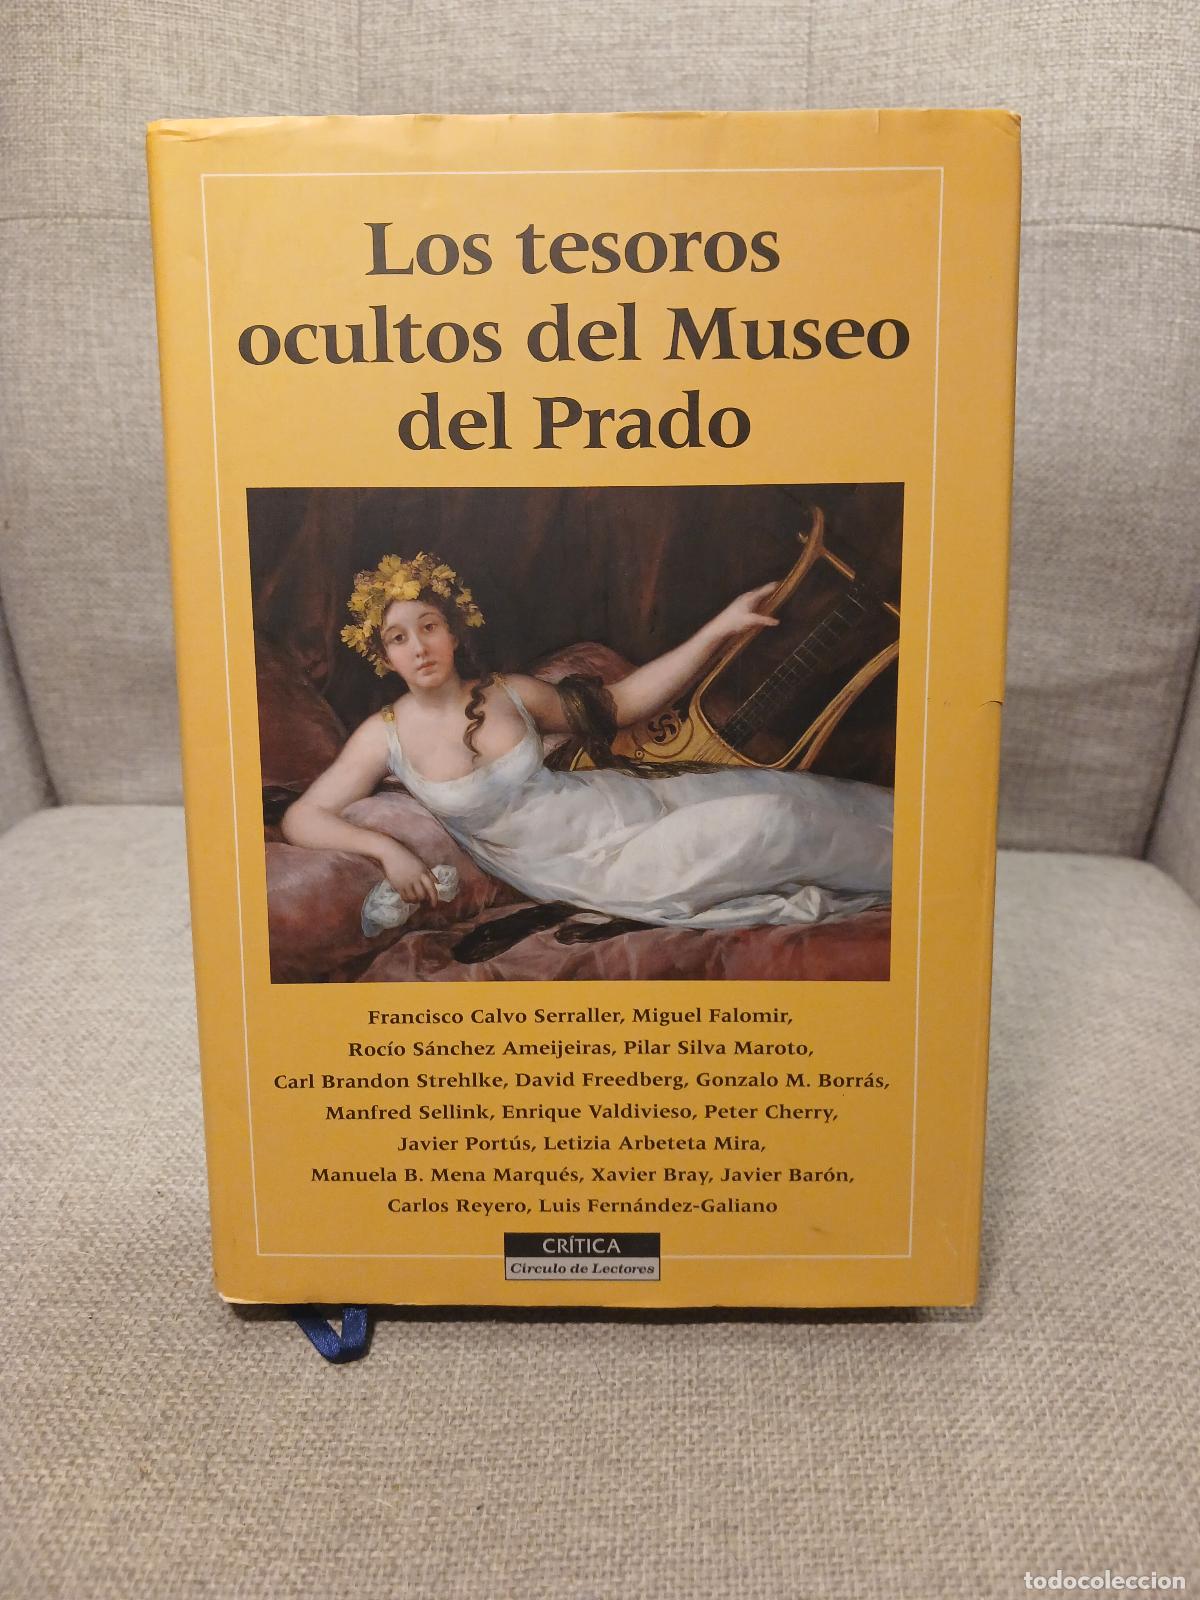 Los tesoros
ocultos del Museo
del Prado
Francisco Calvo Serraller, Miguel Falomir,
Rocío Sánchez Ameijeiras, Pilar Silva Maroto,
Carl Brandon Strehlke, David Freedberg, Gonzalo M. Borrás,
Manfred Sellink, Enrique Valdivieso, Peter Cherry,
Javier Portús, Letizia Arbeteta Mira,
Manuela B. Mena Marqués, Xavier Bray, Javier Barón,
Carlos Reyero, Luis Fernández-Galiano
CRÍTICA
Círculo de Lectores
todocoleccion